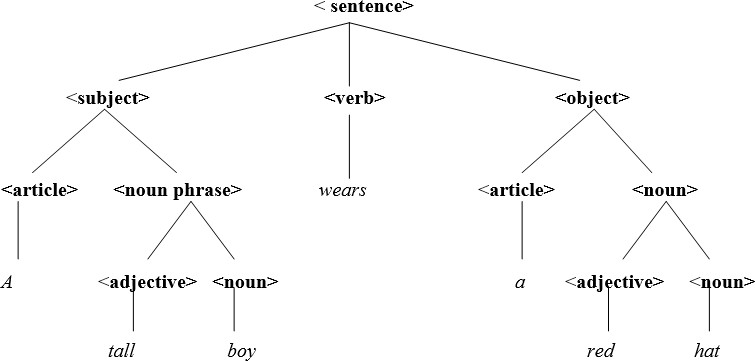 < sentence>
<subject> <verb> <object>
<article> <noun phrase> wears <article> <noun>
A <adjective> <noun> a <adjective> <noun>
tall boy red hat